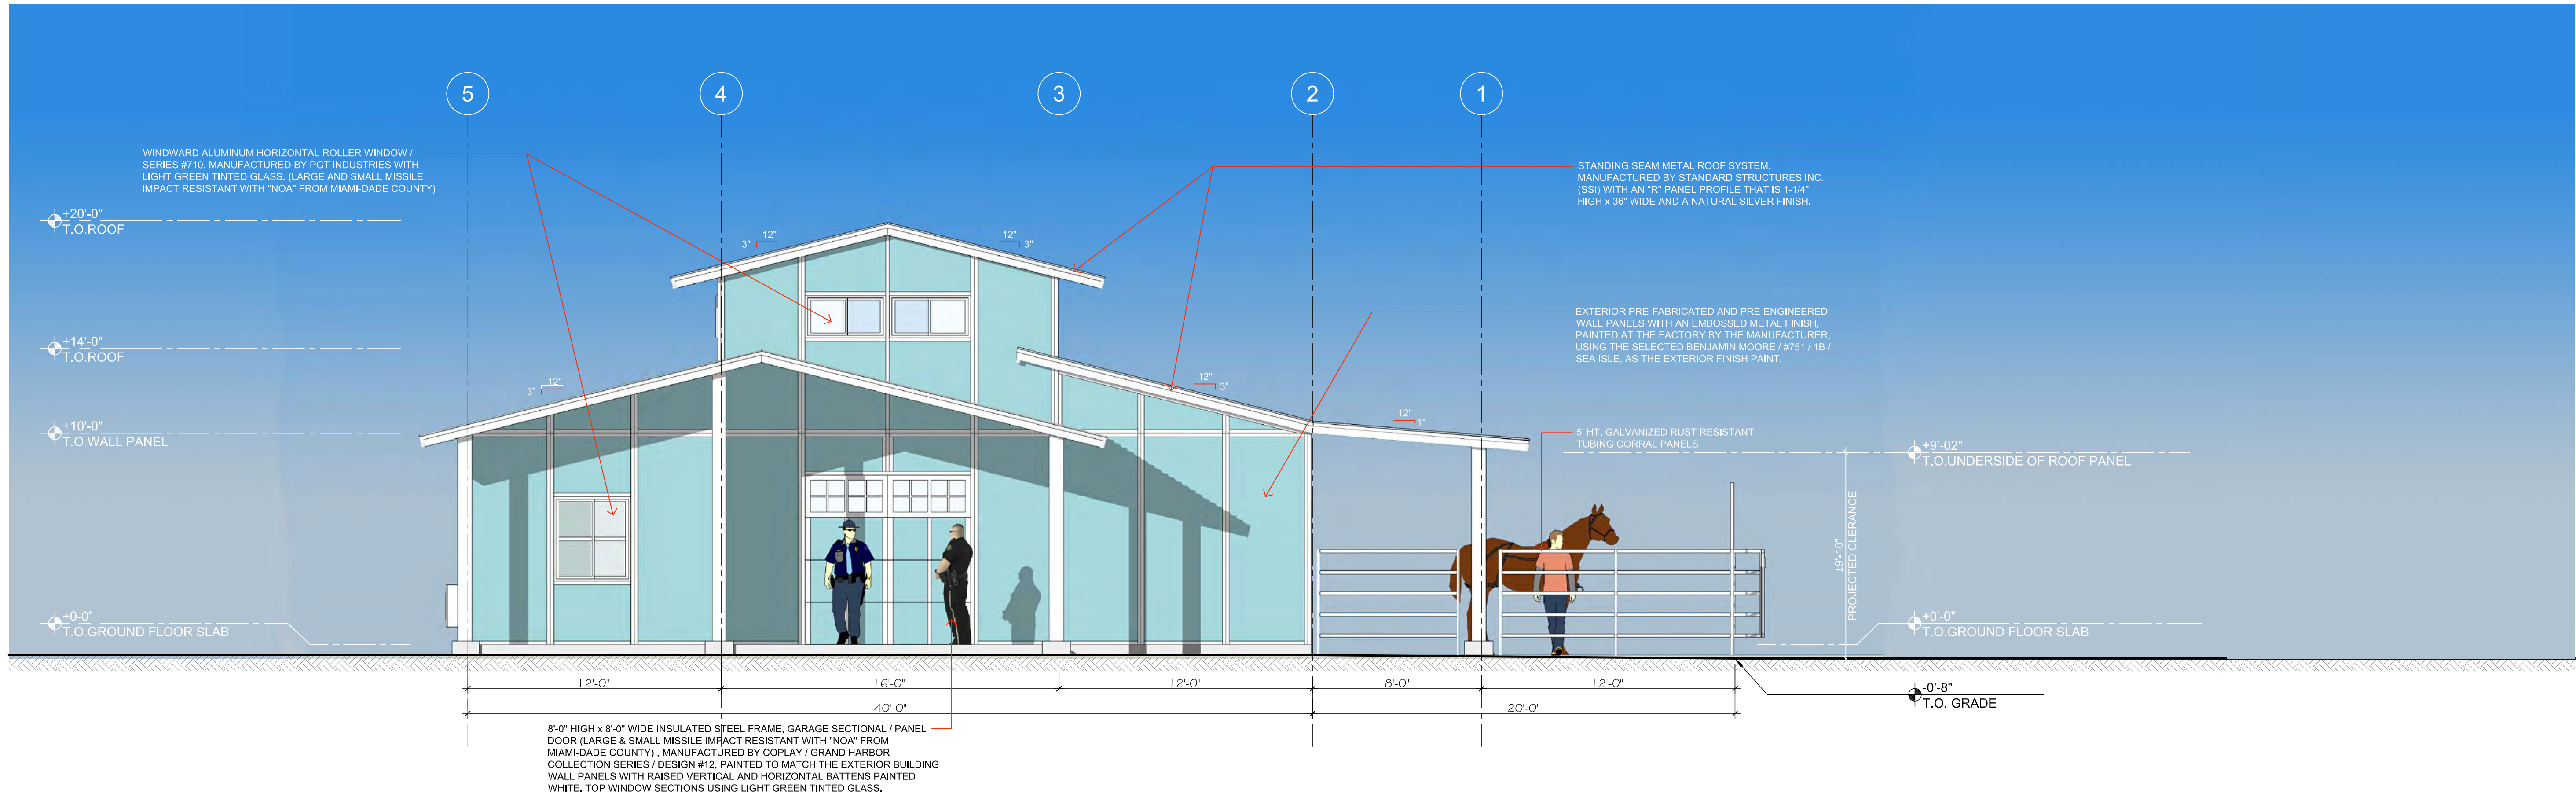 5
4
3
2
1
WINDWARD ALUMINUM HORIZONTAL ROLLER WINDOW /
SERIES #710, MANUFACTURED BY PGT INDUSTRIES WITH
LIGHT GREEN TINTED GLASS. (LARGE AND SMALL MISSILE
IMPACT RESISTANT WITH "NOA" FROM MIAMI-DADE COUNTY)
STANDING SEAM METAL ROOF SYSTEM,
MANUFACTURED BY STANDARD STRUCTURES INC.
(SSI) WITH AN "R" PANEL PROFILE THAT IS 1-1/4"
HIGH x 36" WIDE AND A NATURAL SILVER FINISH.
+20'-0"
T.O.ROOF
12"
3"
12"
3"
EXTERIOR PRE-FABRICATED AND PRE-ENGINEERED
WALL PANELS WITH AN EMBOSSED METAL FINISH,
PAINTED AT THE FACTORY BY THE MANUFACTURER,
USING THE SELECTED BENJAMIN MOORE / #751 / 1B /
SEA ISLE, AS THE EXTERIOR FINISH PAINT.
+14'-0"
T.O.ROOF
12"
3"
12"
3"
12"
1"
+10'-0"
T.O.WALL PANEL
5' HT. GALVANIZED RUST RESISTANT
TUBING CORRAL PANELS
+9'-02"
T.O.UNDERSIDE OF ROOF PANEL
±9'-10"
PROJECTED CLERANCE
+0-0"
T.O.GROUND FLOOR SLAB
+0'-0"
T.O.GROUND FLOOR SLAB
12'-0"
16'-0"
12'-0"
8'-0"
12'-0"
40'-0"
20'-0"
-0'-8"
T.O. GRADE
8'-0" HIGH x 8'-0" WIDE INSULATED STEEL FRAME, GARAGE SECTIONAL / PANEL
DOOR (LARGE & SMALL MISSILE IMPACT RESISTANT WITH "NOA" FROM
MIAMI-DADE COUNTY) , MANUFACTURED BY COPLAY / GRAND HARBOR
COLLECTION SERIES / DESIGN #12, PAINTED TO MATCH THE EXTERIOR BUILDING
WALL PANELS WITH RAISED VERTICAL AND HORIZONTAL BATTENS PAINTED
WHITE. TOP WINDOW SECTIONS USING LIGHT GREEN TINTED GLASS.